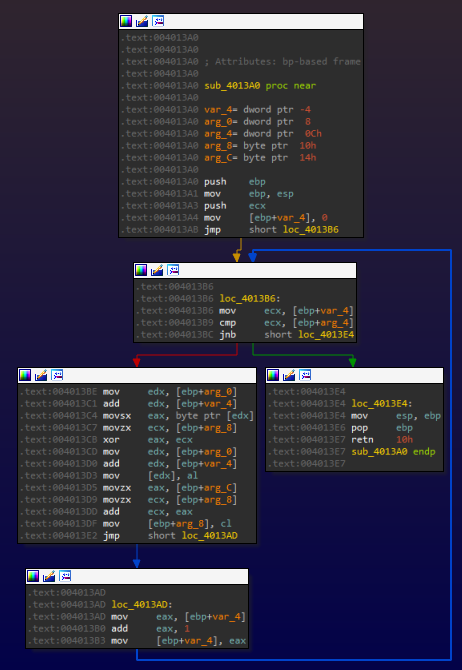 .text:004013A0
.text:004013A0
.text:004013A0 ; Attributes: bp-based frame
.text:004013A0
.text:004013A0 sub_4013A0 proc near
.text:004013A0
.text:004013A0 var_4= dword ptr -4
.text:004013A0 arg_0= dword ptr  8
.text:004013A0 arg_4= dword ptr  0Ch
.text:004013A0 arg_8= byte ptr  10h
.text:004013A0 arg_C= byte ptr  14h
.text:004013A0
.text:004013A0 push    ebp
.text:004013A1 mov     ebp, esp
.text:004013A3 push    ecx
.text:004013A4 mov     [ebp+var_4], 0
.text:004013AB jmp     short loc_4013B6
.text:004013B6
.text:004013B6 loc_4013B6:
.text:004013B6 mov     ecx, [ebp+var_4]
.text:004013B9 cmp     ecx, [ebp+arg_4]
.text:004013BC jnb     short loc_4013E4
.text:004013BE mov     edx, [ebp+arg_0]
.text:004013C1 add     edx, [ebp+var_4]
.text:004013C4 movsx   eax, byte ptr [edx]
.text:004013C7 movzx   ecx, [ebp+arg_8]
.text:004013CB xor     eax, ecx
.text:004013CD mov     edx, [ebp+arg_0]
.text:004013D0 add     edx, [ebp+var_4]
.text:004013D3 mov     [edx], al
.text:004013D5 movzx   eax, [ebp+arg_C]
.text:004013D9 movzx   ecx, [ebp+arg_8]
.text:004013DD add     ecx, eax
.text:004013DF mov     [ebp+arg_8], cl
.text:004013E2 jmp     short loc_4013AD
.text:004013E4
.text:004013E4 loc_4013E4:
.text:004013E4 mov     esp, ebp
.text:004013E6 pop     ebp
.text:004013E7 retn    10h
.text:004013E7 sub_4013A0 endp
.text:004013E7
.text:004013AD
.text:004013AD loc_4013AD:
.text:004013AD mov     eax, [ebp+var_4]
.text:004013B0 add     eax, 1
.text:004013B3 mov     [ebp+var_4], eax